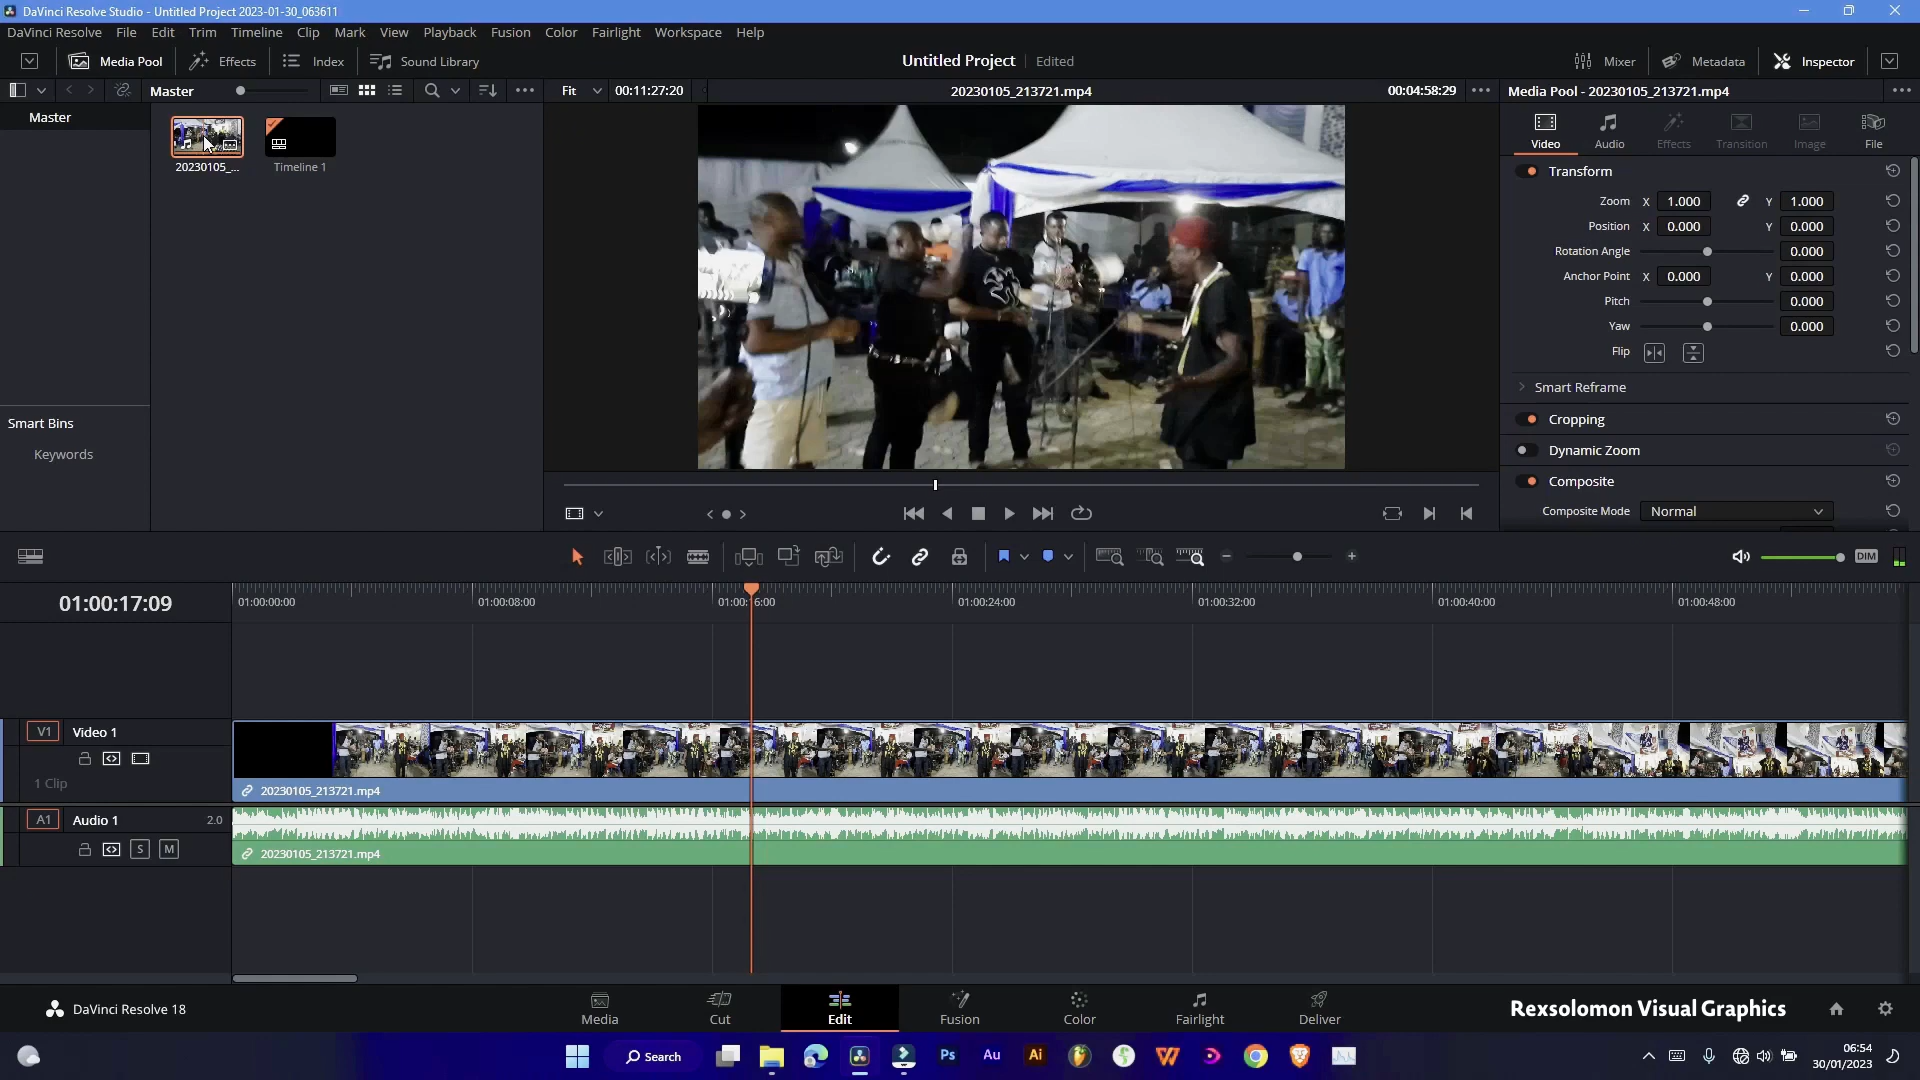 DaVinci Resolve Studio - Untitled Project 2023-01-30_063611
DaVinci Resolve File Edit Trim Timeline Clip Mark View Playback Fusion Color Fairlight Workspace Help
Media Pool Effects Index Sound Library Untitled Project Edited Mixer Metadata Inspector
Master Fit 00:11:27:20 20230105_213721.mp4 00:04:58:29 Media Pool - 20230105_213721.mp4
Master
20230105_...
Timeline 1
Video Audio Effects Transition Image File
Transform
Zoom X 1.000 Y 1.000
Position X 0.000 Y 0.000
Rotation Angle 0.000
Anchor Point X 0.000 Y 0.000
Pitch 0.000
Yaw 0.000
Flip
Smart Reframe
Cropping
Dynamic Zoom
Composite
Composite Mode Normal
Smart Bins
Keywords
DIM
01:00:17:09
01:00:00:00 01:00:08:00 01:00:16:00 01:00:24:00 01:00:32:00 01:00:40:00 01:00:48:00
V1 Video 1
1 Clip
20230105_213721.mp4
A1 Audio 1 2.0
S M
20230105_213721.mp4
DaVinci Resolve 18
Media Cut Edit Fusion Color Fairlight Deliver
Rexsolomon Visual Graphics
Search
Ps Au Ai
06:54
30/01/2023